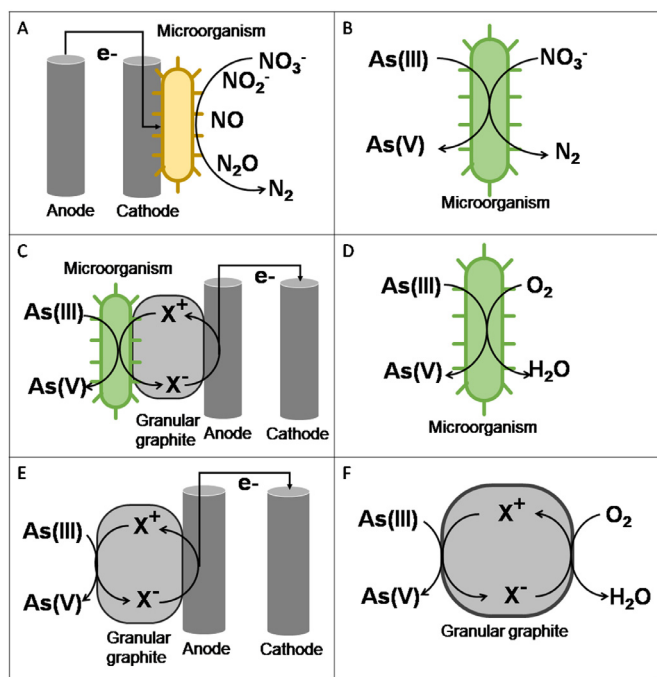 A
Microorganism
e-
NO₃⁻
NO₂⁻
NO
N₂O
N₂
Anode
Cathode
B
As(III)
NO₃⁻
As(V)
N₂
Microorganism
C
Microorganism
e-
As(III)
X⁺
As(V)
X⁻
Granular
graphite
Anode
Cathode
D
As(III)
O₂
As(V)
H₂O
Microorganism
E
e-
As(III)
X⁺
As(V)
X⁻
Granular
graphite
Anode
Cathode
F
As(III)
X⁺
O₂
As(V)
X⁻
H₂O
Granular graphite